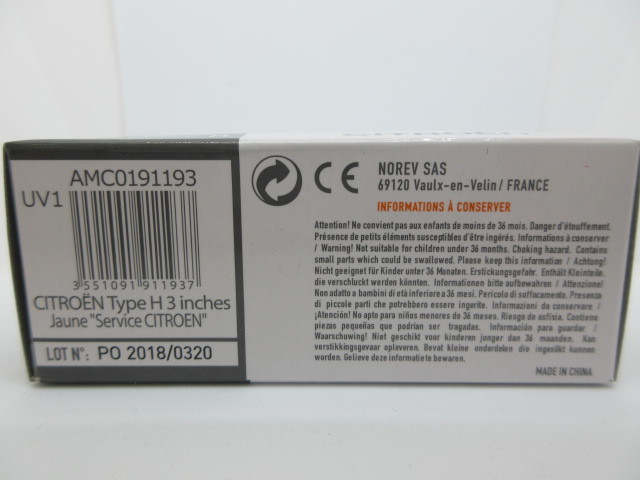 AMC0191193
UV1
3 551091 911937
CITROËN Type H 3 inches
Jaune "Service CITROEN"
LOT N°: PO 2018/0320
CE
NOREV SAS
69120 Vaulx-en-Velin / FRANCE
INFORMATIONS À CONSERVER
Attention! Ne convient pas aux enfants de moins de 36 mois. Danger d'étouffement.
Présence de petits éléments susceptibles d'être ingérés. Informations à conserver
/ Warning! Not suitable for children under 36 months. Choking hazard. Contains
small parts which could be swallowed. Please keep this information / Achtung!
Nicht geeignet für Kinder unter 36 Monaten. Erstickungsgefahr. Enthält Kleinteile,
die verschluckt werden könnten. Informationen bitte aufbewahren / Attenzione!
Non adatto a bambini di età inferiore a 36 mesi. Pericolo di soffocamento. Presenza
di piccole parti che potrebbero essere ingerite. Informazioni da conservare
/ ¡Atención! No apto para niños menores de 36 meses. Riesgo de asfixia. Contiene
piezas pequeñas que podrían ser tragadas. Información para guardar /
Waarschuwing! Niet geschikt voor kinderen jonger dan 36 maanden. Kan
verstikkingsgevaar opleveren. Bevat kleine onderdelen die ingeslikt kunnen
worden. Gelieve deze informatie te bewaren.
MADE IN CHINA